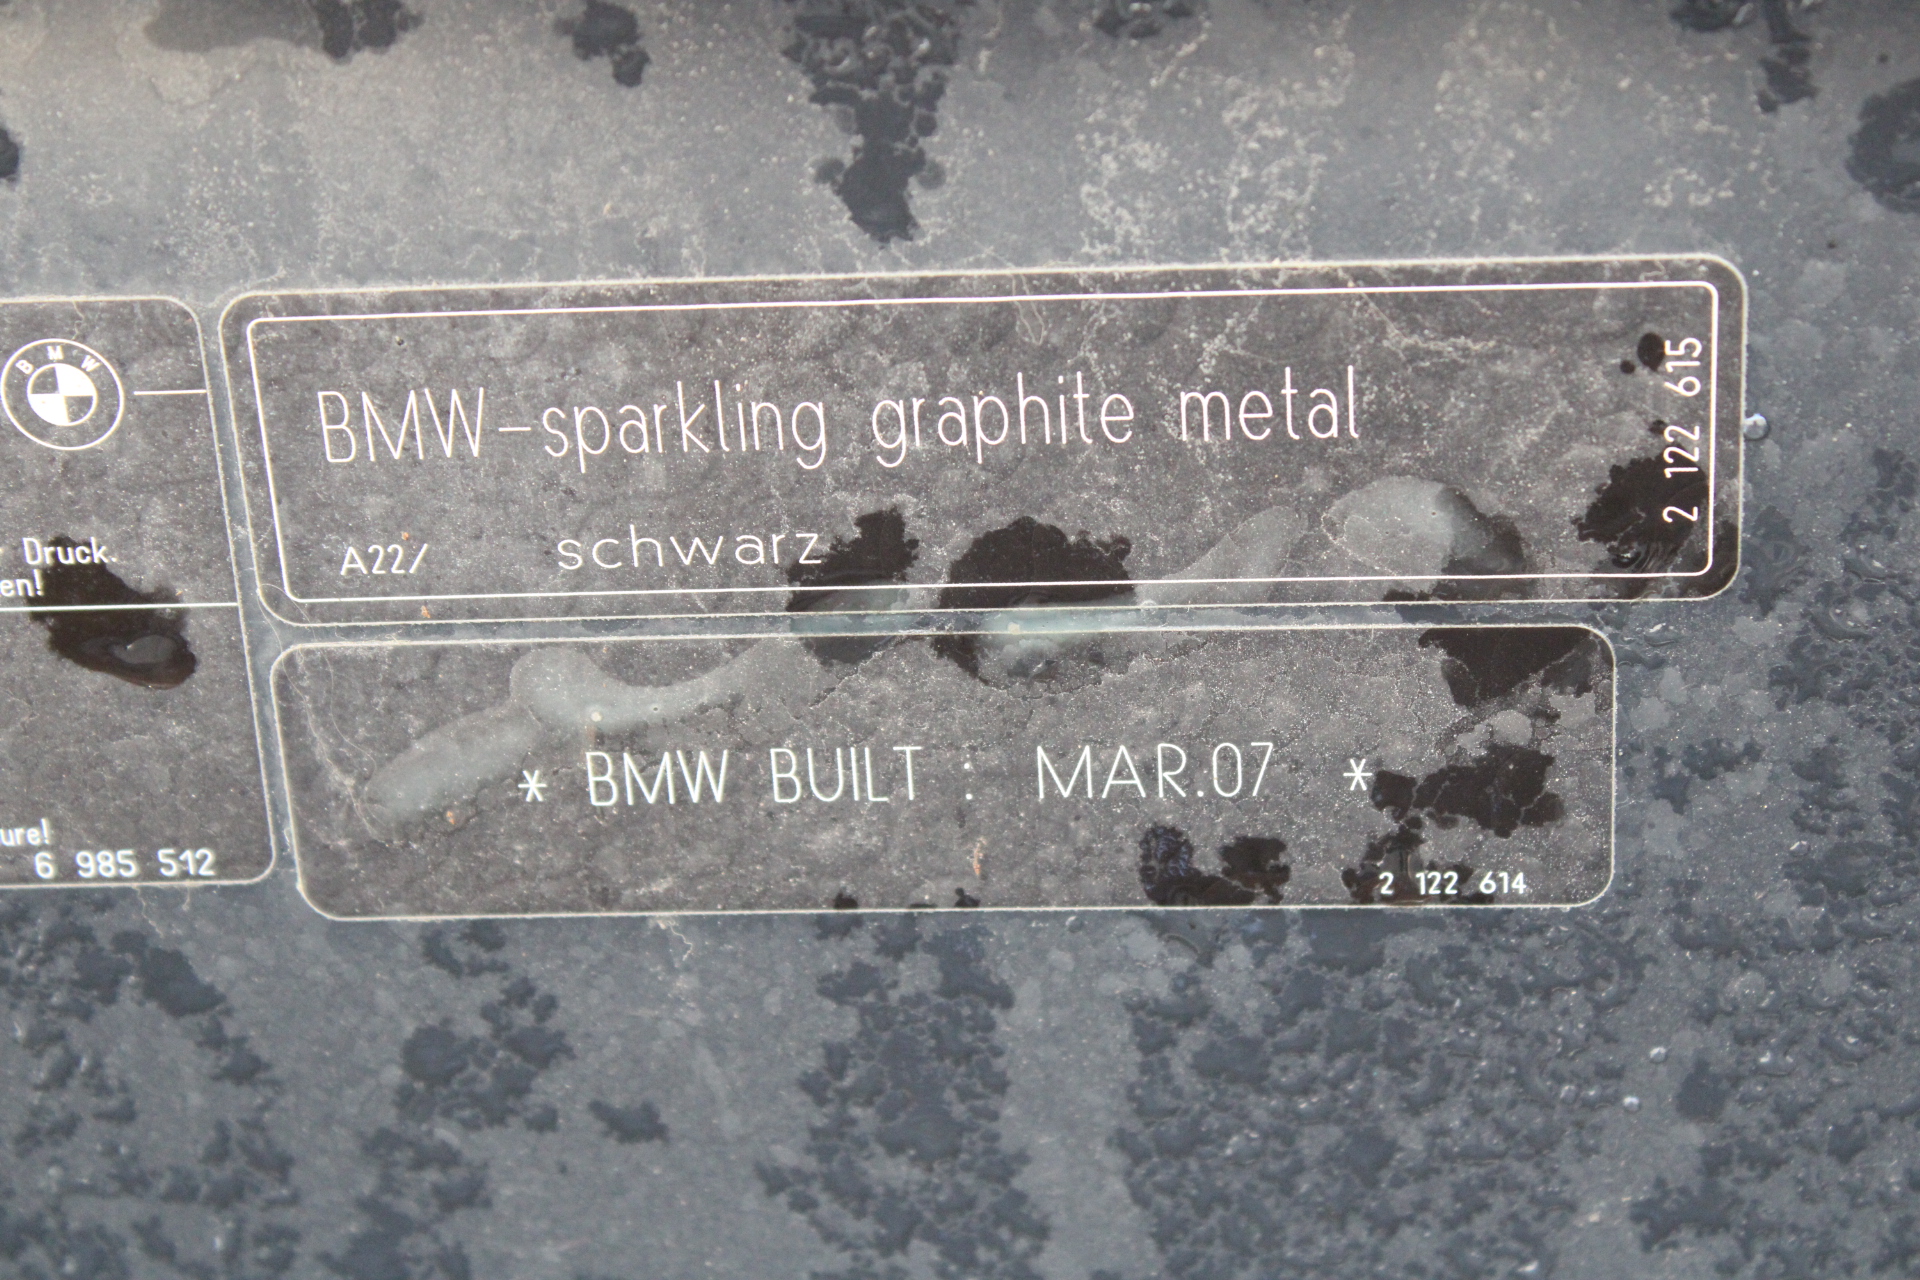 BMW
r Druck.
en!
ure!
6 985 512
BMW-sparkling graphite metal
A22/ schwarz
2 122 615
* BMW BUILT : MAR.07 *
2 122 614